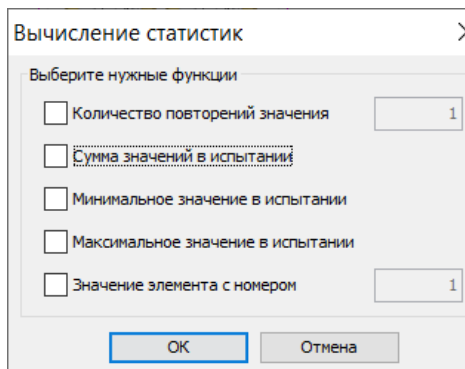 Вычисление статистик
Выберите нужные функции
Количество повторений значения 1
Сумма значений в испытании
Минимальное значение в испытании
Максимальное значение в испытании
Значение элемента с номером 1
ОК Отмена